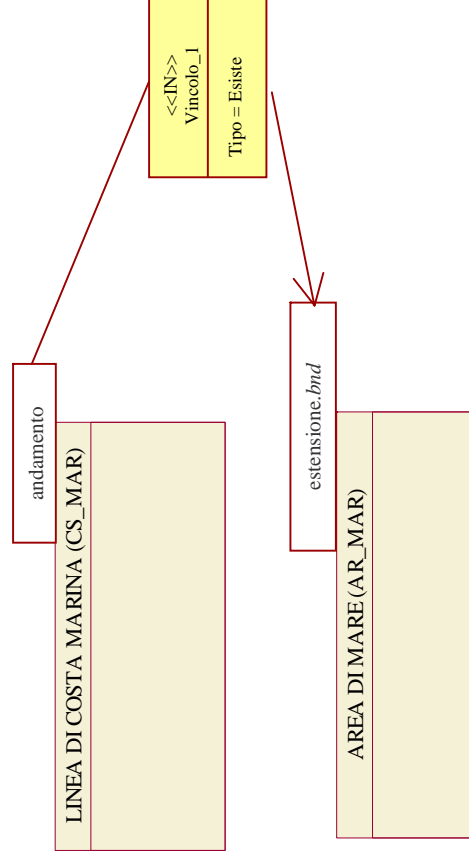 <<IN>>
Vincolo_1
Tipo = Esiste
andamento
LINEA DI COSTA MARINA (CS_MAR)
estensione.bnd
AREA DI MARE (AR_MAR)